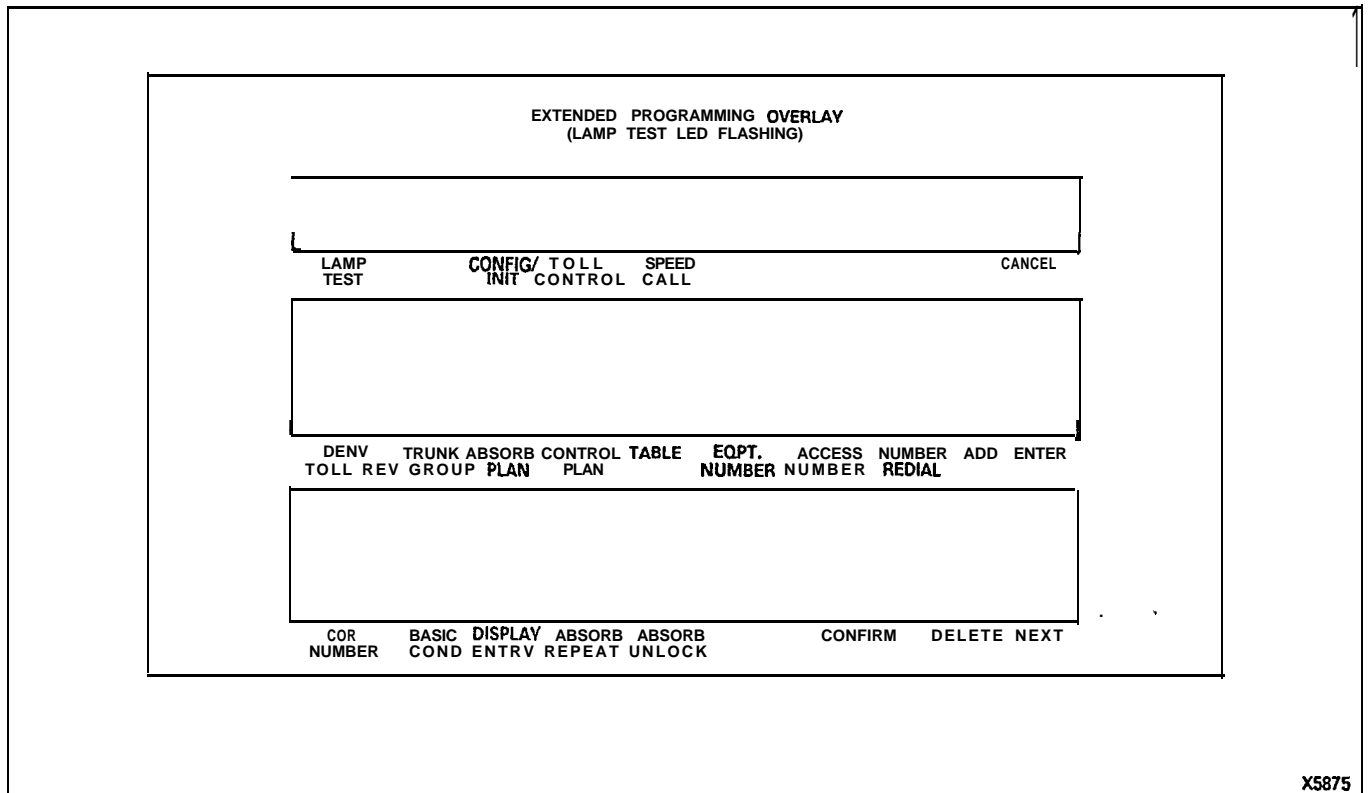 EXTENDED PROGRAMMING OVERLAY
(LAMP TEST LED FLASHING)
LAMP CONFIG/ TOLL SPEED CANCEL
TEST INIT CONTROL CALL
DENV TRUNK ABSORB CONTROL TABLE EQPT. ACCESS NUMBER ADD ENTER
TOLL REV GROUP PLAN PLAN NUMBER NUMBER REDIAL
COR BASIC DISPLAY ABSORB ABSORB CONFIRM DELETE NEXT
NUMBER COND ENTRV REPEAT UNLOCK
X5875